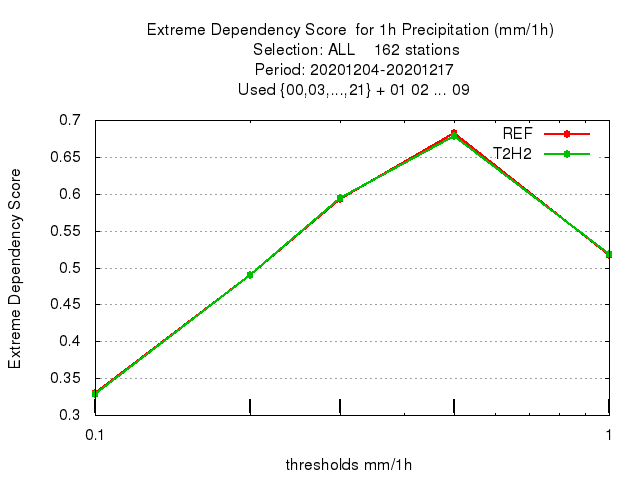 Extreme Dependency Score  for 1h Precipitation (mm/1h)
Selection: ALL    162 stations
Period: 20201204-20201217
Used {00,03,...,21} + 01 02 ... 09
0.7
0.65
0.6
0.55
0.5
0.45
0.4
0.35
0.3
Extreme Dependency Score
REF
T2H2
0.1
1
thresholds mm/1h